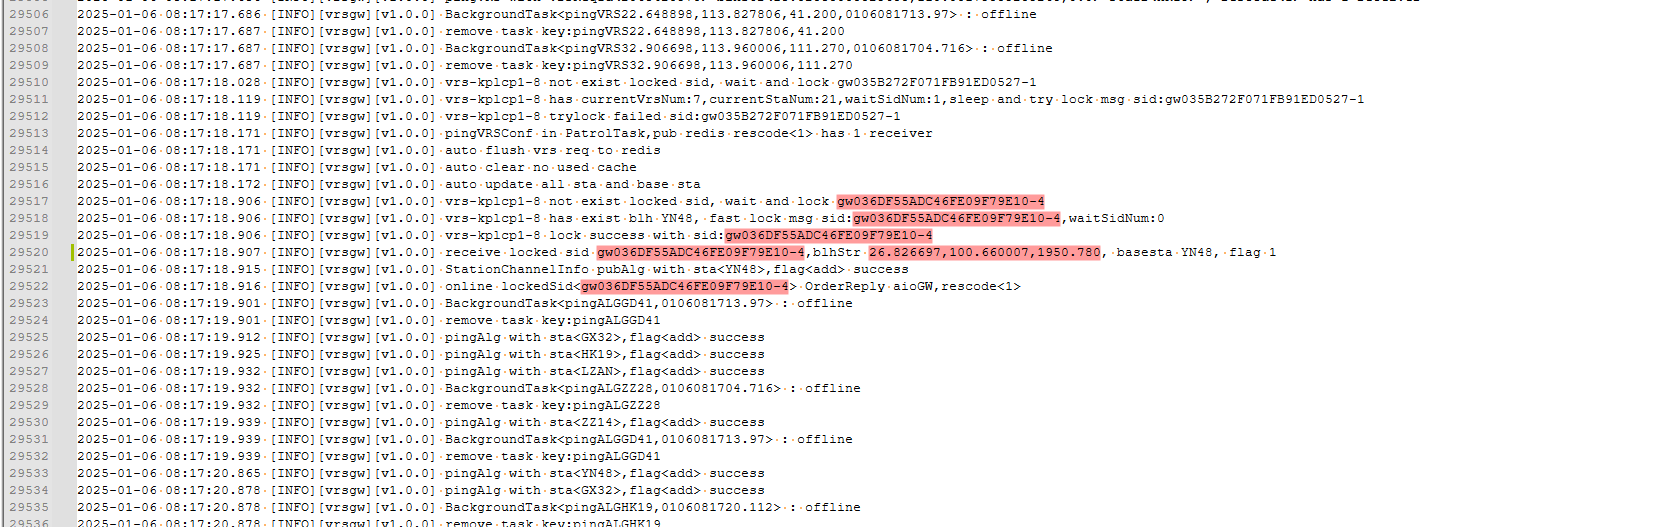 29506 2025-01-06 08:17:17.686 [INFO][vrsgw][v1.0.0] BackgroundTask<pingVRS22.648898,113.827806,41.200,0106081713.97> : offline
29507 2025-01-06 08:17:17.687 [INFO][vrsgw][v1.0.0] remove task key:pingVRS22.648898,113.827806,41.200
29508 2025-01-06 08:17:17.687 [INFO][vrsgw][v1.0.0] BackgroundTask<pingVRS32.906698,113.960006,111.270,0106081704.716> : offline
29509 2025-01-06 08:17:17.687 [INFO][vrsgw][v1.0.0] remove task key:pingVRS32.906698,113.960006,111.270
29510 2025-01-06 08:17:18.028 [INFO][vrsgw][v1.0.0] vrs-kplcp1-8 not exist locked sid, wait and lock gw035B272F071FB91ED0527-1
29511 2025-01-06 08:17:18.119 [INFO][vrsgw][v1.0.0] vrs-kplcp1-8 has currentVrsNum:7,currentStaNum:21,waitSidNum:1,sleep and try lock msg sid:gw035B272F071FB91ED0527-1
29512 2025-01-06 08:17:18.119 [INFO][vrsgw][v1.0.0] vrs-kplcp1-8 trylock failed sid:gw035B272F071FB91ED0527-1
29513 2025-01-06 08:17:18.171 [INFO][vrsgw][v1.0.0] pingVRSConf in PatrolTask,pub redis rescode<1> has 1 receiver
29514 2025-01-06 08:17:18.171 [INFO][vrsgw][v1.0.0] auto flush vrs req to redis
29515 2025-01-06 08:17:18.171 [INFO][vrsgw][v1.0.0] auto clear no used cache
29516 2025-01-06 08:17:18.172 [INFO][vrsgw][v1.0.0] auto update all sta and base sta
29517 2025-01-06 08:17:18.906 [INFO][vrsgw][v1.0.0] vrs-kplcp1-8 not exist locked sid, wait and lock gw036DF55ADC46FE09F79E10-4
29518 2025-01-06 08:17:18.906 [INFO][vrsgw][v1.0.0] vrs-kplcp1-8 has exist blh YN48, fast lock msg sid:gw036DF55ADC46FE09F79E10-4,waitSidNum:0
29519 2025-01-06 08:17:18.906 [INFO][vrsgw][v1.0.0] vrs-kplcp1-8 lock success with sid:gw036DF55ADC46FE09F79E10-4
29520 2025-01-06 08:17:18.907 [INFO][vrsgw][v1.0.0] receive locked sid gw036DF55ADC46FE09F79E10-4,blhStr 26.826697,100.660007,1950.780, basesta YN48, flag 1
29521 2025-01-06 08:17:18.915 [INFO][vrsgw][v1.0.0] StationChannelInfo pubAlg with sta<YN48>,flag<add> success
29522 2025-01-06 08:17:18.916 [INFO][vrsgw][v1.0.0] online lockedSid<gw036DF55ADC46FE09F79E10-4> OrderReply aioGW,rescode<1>
29523 2025-01-06 08:17:19.901 [INFO][vrsgw][v1.0.0] BackgroundTask<pingALGGD41,0106081713.97> : offline
29524 2025-01-06 08:17:19.901 [INFO][vrsgw][v1.0.0] remove task key:pingALGGD41
29525 2025-01-06 08:17:19.912 [INFO][vrsgw][v1.0.0] pingAlg with sta<GX32>,flag<add> success
29526 2025-01-06 08:17:19.925 [INFO][vrsgw][v1.0.0] pingAlg with sta<HK19>,flag<add> success
29527 2025-01-06 08:17:19.932 [INFO][vrsgw][v1.0.0] pingAlg with sta<LZAN>,flag<add> success
29528 2025-01-06 08:17:19.932 [INFO][vrsgw][v1.0.0] BackgroundTask<pingALGZZ28,0106081704.716> : offline
29529 2025-01-06 08:17:19.932 [INFO][vrsgw][v1.0.0] remove task key:pingALGZZ28
29530 2025-01-06 08:17:19.939 [INFO][vrsgw][v1.0.0] pingAlg with sta<ZZ14>,flag<add> success
29531 2025-01-06 08:17:19.939 [INFO][vrsgw][v1.0.0] BackgroundTask<pingALGGD41,0106081713.97> : offline
29532 2025-01-06 08:17:19.939 [INFO][vrsgw][v1.0.0] remove task key:pingALGGD41
29533 2025-01-06 08:17:20.865 [INFO][vrsgw][v1.0.0] pingAlg with sta<YN48>,flag<add> success
29534 2025-01-06 08:17:20.878 [INFO][vrsgw][v1.0.0] pingAlg with sta<GX32>,flag<add> success
29535 2025-01-06 08:17:20.878 [INFO][vrsgw][v1.0.0] BackgroundTask<pingALGHK19,0106081720.112> : offline
29536 2025-01-06 08:17:20.878 [INFO][vrsgw][v1.0.0] remove task key:pingALGHK19